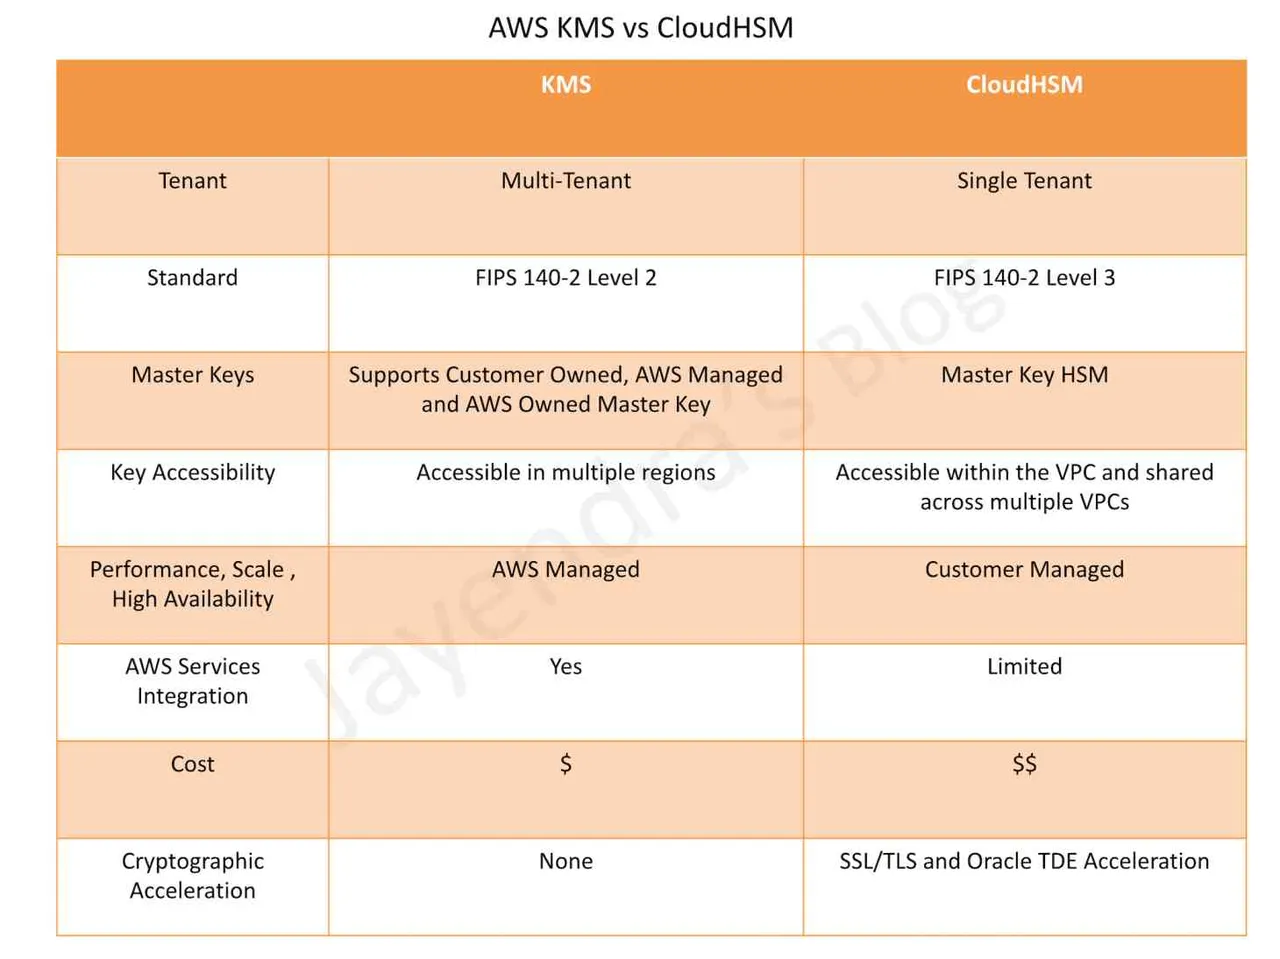 AWS KMS vs CloudHSM
KMS CloudHSM
Tenant Multi-Tenant Single Tenant
Standard FIPS 140-2 Level 2 FIPS 140-2 Level 3
Master Keys Supports Customer Owned, AWS Managed Master Key HSM
and AWS Owned Master Key
Key Accessibility Accessible in multiple regions Accessible within the VPC and shared
across multiple VPCs
Performance, Scale , AWS Managed Customer Managed
High Availability
AWS Services Yes Limited
Integration
Cost $ $$
Cryptographic None SSL/TLS and Oracle TDE Acceleration
Acceleration
Jayendra's Blog